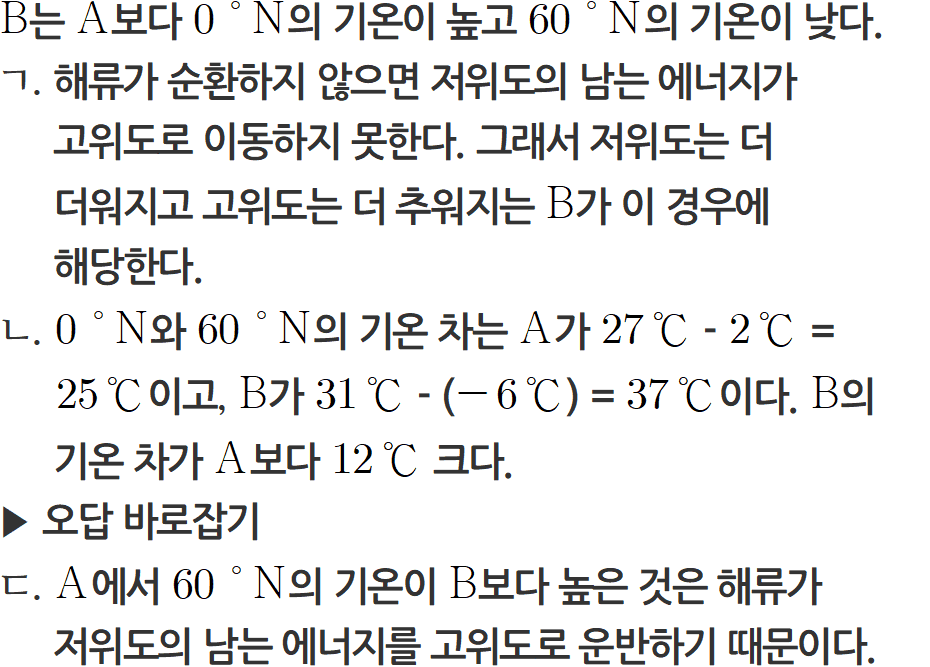 B는 A보다 0 °N의 기온이 높고 60 °N의 기온이 낮다.
ㄱ. 해류가 순환하지 않으면 저위도의 남는 에너지가
고위도로 이동하지 못한다. 그래서 저위도는 더
더워지고 고위도는 더 추워지는 B가 이 경우에
해당한다.
ㄴ. 0 °N와 60 °N의 기온 차는 A가 27℃ - 2℃ =
25℃이고, B가 31℃ - (－6℃) = 37℃이다. B의
기온 차가 A보다 12℃ 크다.
▶ 오답 바로잡기
ㄷ. A에서 60 °N의 기온이 B보다 높은 것은 해류가
저위도의 남는 에너지를 고위도로 운반하기 때문이다.